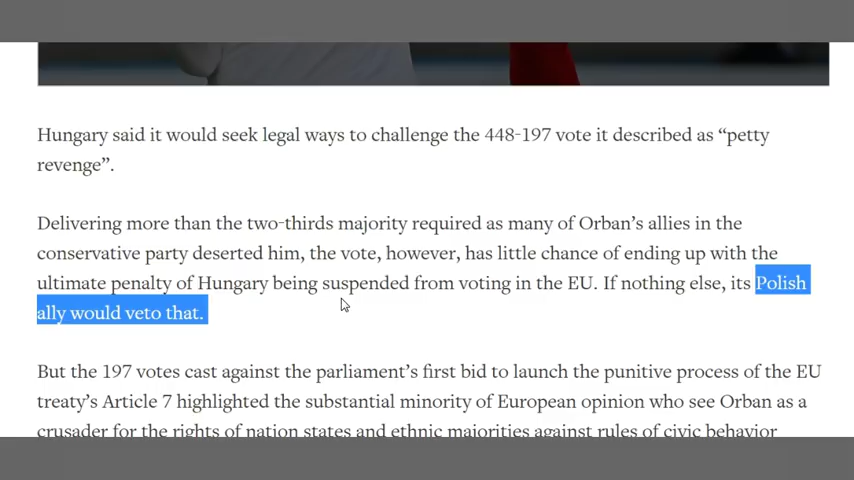 Hungary said it would seek legal ways to challenge the 448-197 vote it described as “petty
revenge”.
Delivering more than the two-thirds majority required as many of Orban’s allies in the
conservative party deserted him, the vote, however, has little chance of ending up with the
ultimate penalty of Hungary being suspended from voting in the EU. If nothing else, its Polish
ally would veto that.
But the 197 votes cast against the parliament’s first bid to launch the punitive process of the EU
treaty’s Article 7 highlighted the substantial minority of European opinion who see Orban as a
crusader for the rights of nation states and ethnic majorities against rules of civic behavior